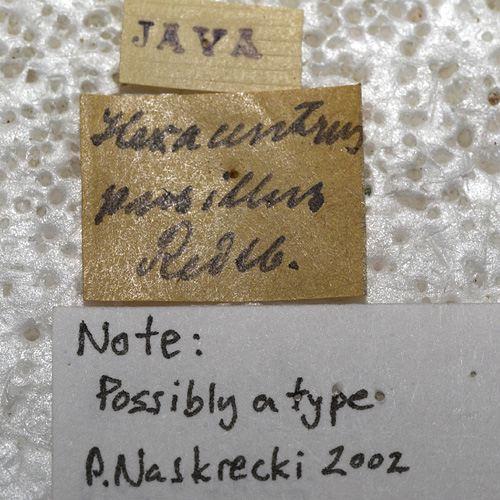 JAVA
Hexacentrus
pusillus
Redtb.
Note:
Possibly a type
P. Naskrecki 2002